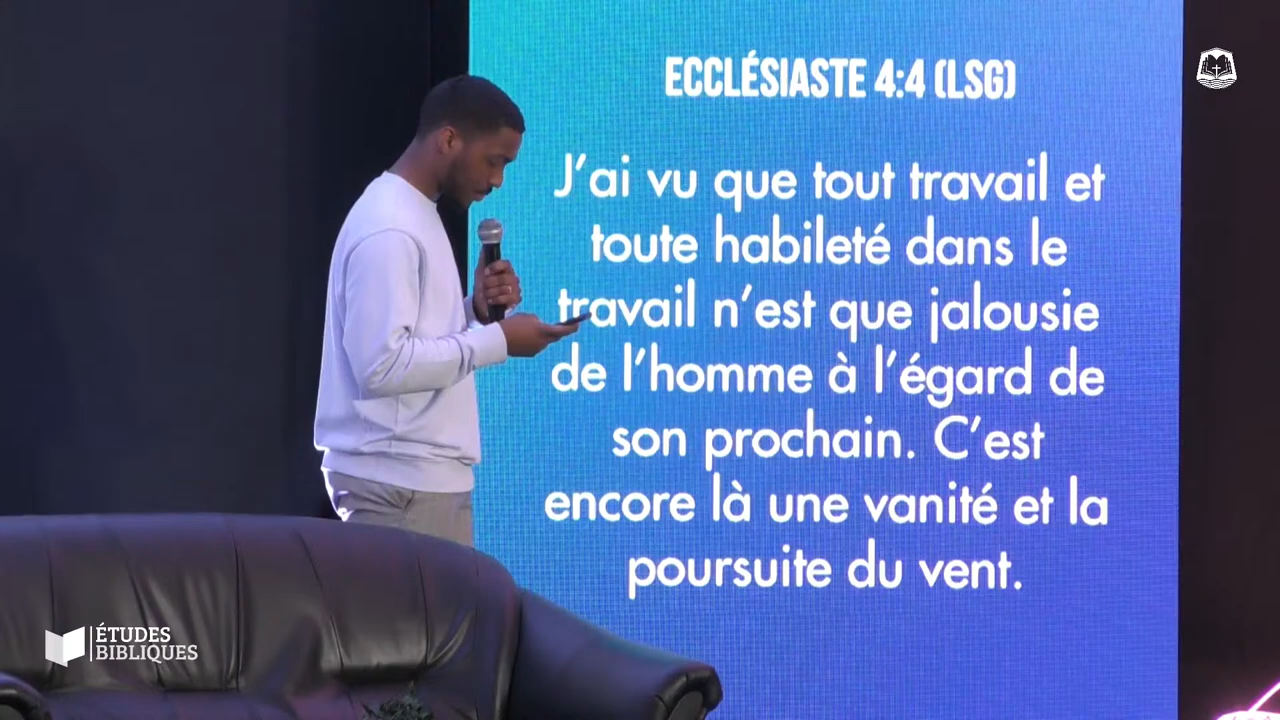 ECCLÉSIASTE 4:4 (LSG)
J'ai vu que tout travail et
toute habileté dans le
travail n'est que jalousie
de l'homme à l'égard de
son prochain. C'est
encore là une vanité et la
poursuite du vent.
ÉTUDES
BIBLIQUES